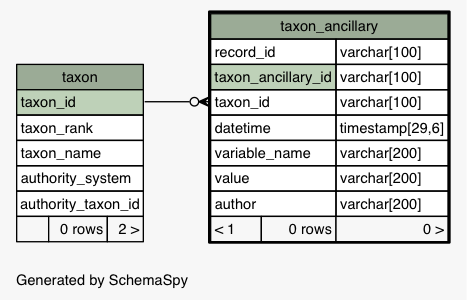 taxon
taxon_id
taxon_rank
taxon_name
authority_system
authority_taxon_id
0 rows 2 >
taxon_ancillary
record_id varchar[100]
taxon_ancillary_id varchar[100]
taxon_id varchar[100]
datetime timestamp[29,6]
variable_name varchar[200]
value varchar[200]
author varchar[200]
< 1 0 rows 0 >
Generated by SchemaSpy